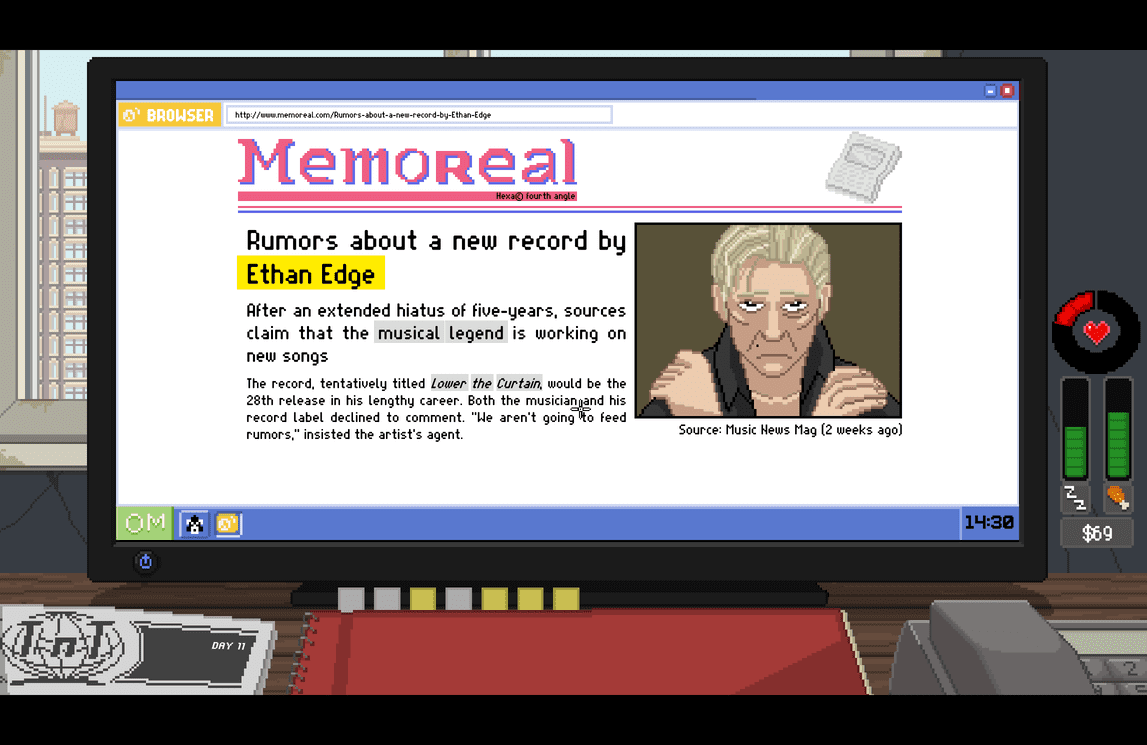 BROWSER
http://www.memoreal.com/Rumors-about-a-new-record-by-Ethan-Edge
Memoreal
Hexa© fourth angle
Rumors about a new record by
Ethan Edge
After an extended hiatus of five-years, sources
claim that the musical legend is working on
new songs
The record, tentatively titled Lower the Curtain, would be the
28th release in his lengthy career. Both the musician and his
record label declined to comment. "We aren't going to feed
rumors," insisted the artist's agent.
Source: Music News Mag (2 weeks ago)
OM
14:30
zzz
$69
TnT
DAY 11
2